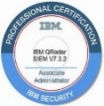 PROFESSIONAL CERTIFICATION
IBM
IBM QRadar
SIEM V7.3.2
Associate
Administrator
IBM SECURITY